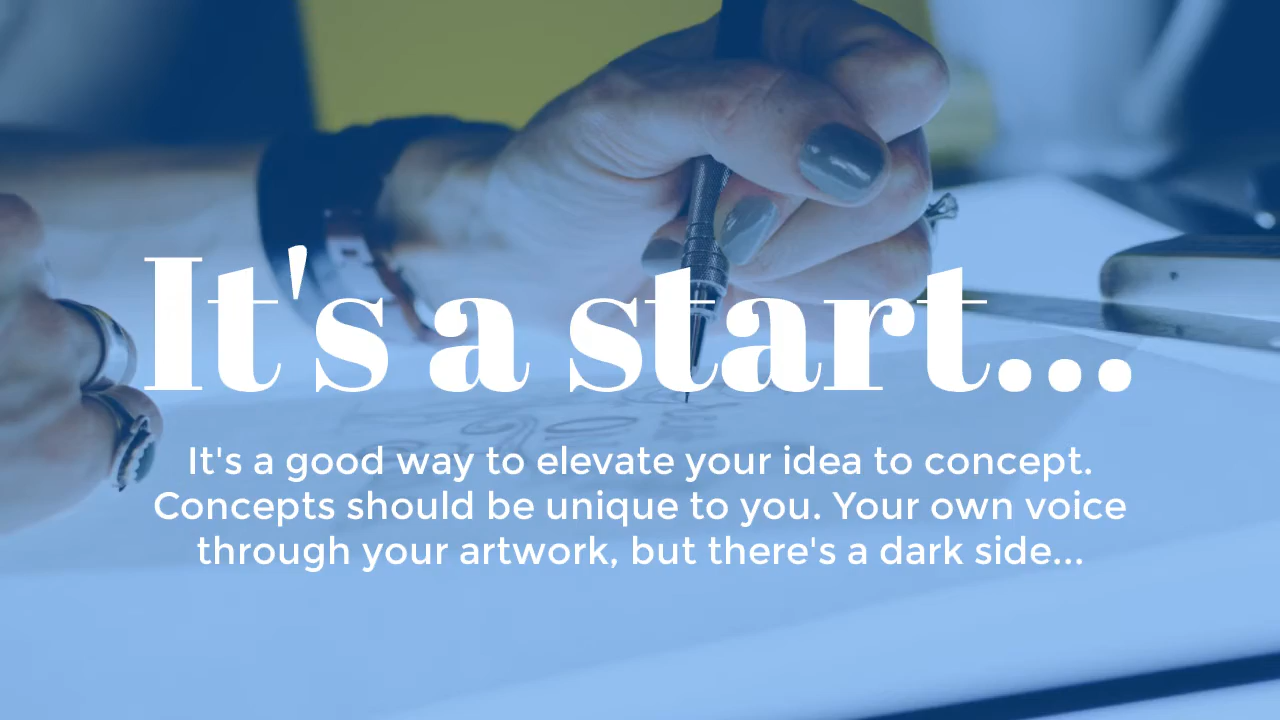 It's a start...
It's a good way to elevate your idea to concept.
Concepts should be unique to you. Your own voice
through your artwork, but there's a dark side...